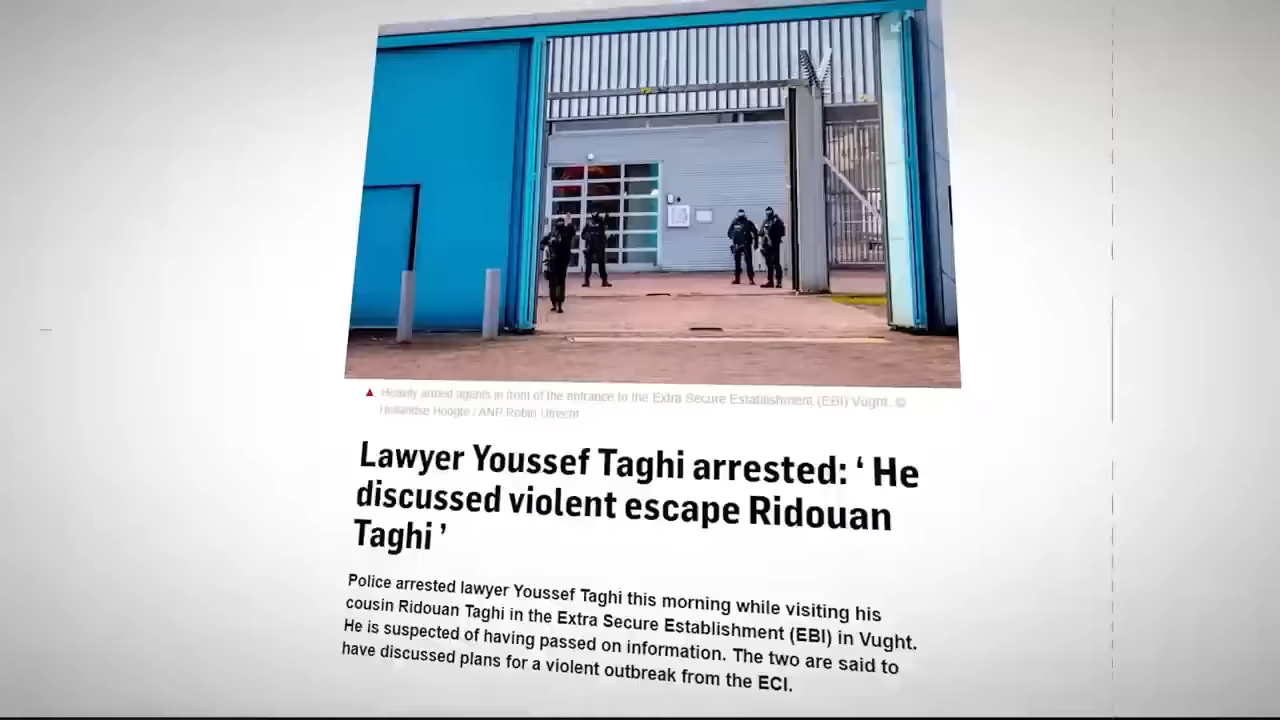 ▲ Heavily armed agents in front of the entrance to the Extra Secure Establishment (EBI) Vught. ©
Hollandse Hoogte / ANP Robin Utrecht
Lawyer Youssef Taghi arrested: ‘ He
discussed violent escape Ridouan
Taghi ’
Police arrested lawyer Youssef Taghi this morning while visiting his
cousin Ridouan Taghi in the Extra Secure Establishment (EBI) in Vught.
He is suspected of having passed on information. The two are said to
have discussed plans for a violent outbreak from the ECI.